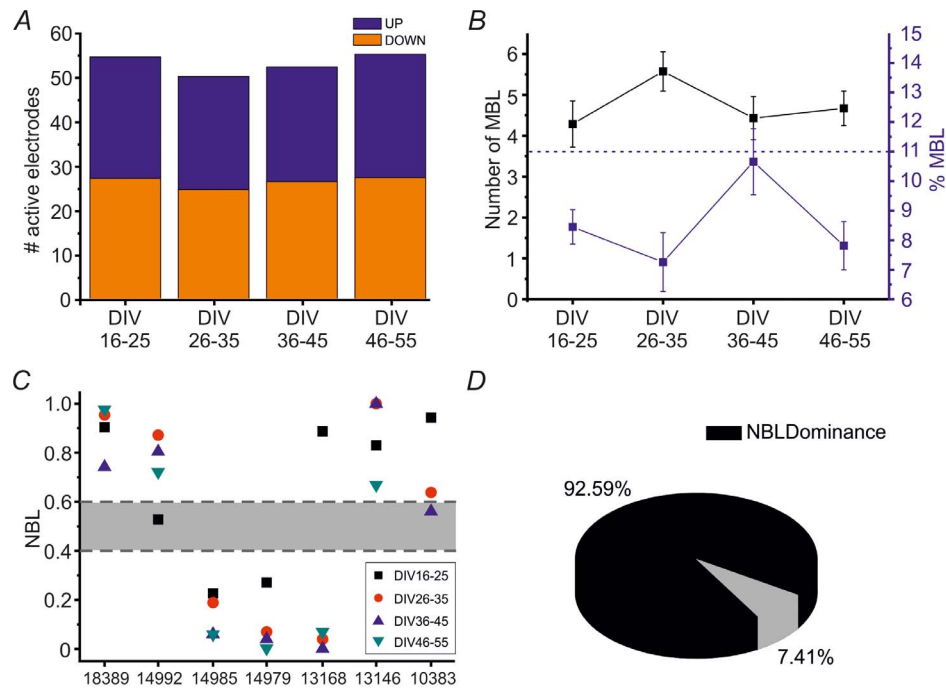 A
# active electrodes
60
50
40
30
20
10
0
UP
DOWN
DIV 16-25
DIV 26-35
DIV 36-45
DIV 46-55
B
Number of MBL
6
5
4
3
2
1
0
15
14
13
12
11
10
9
8
7
6
% MBL
DIV 16-25
DIV 26-35
DIV 36-45
DIV 46-55
C
NBL
1.0
0.8
0.6
0.4
0.2
0
DIV16-25
DIV26-35
DIV36-45
DIV46-55
18389 14992 14985 14979 13168 13146 10383
D
NBLDominance
92.59%
7.41%